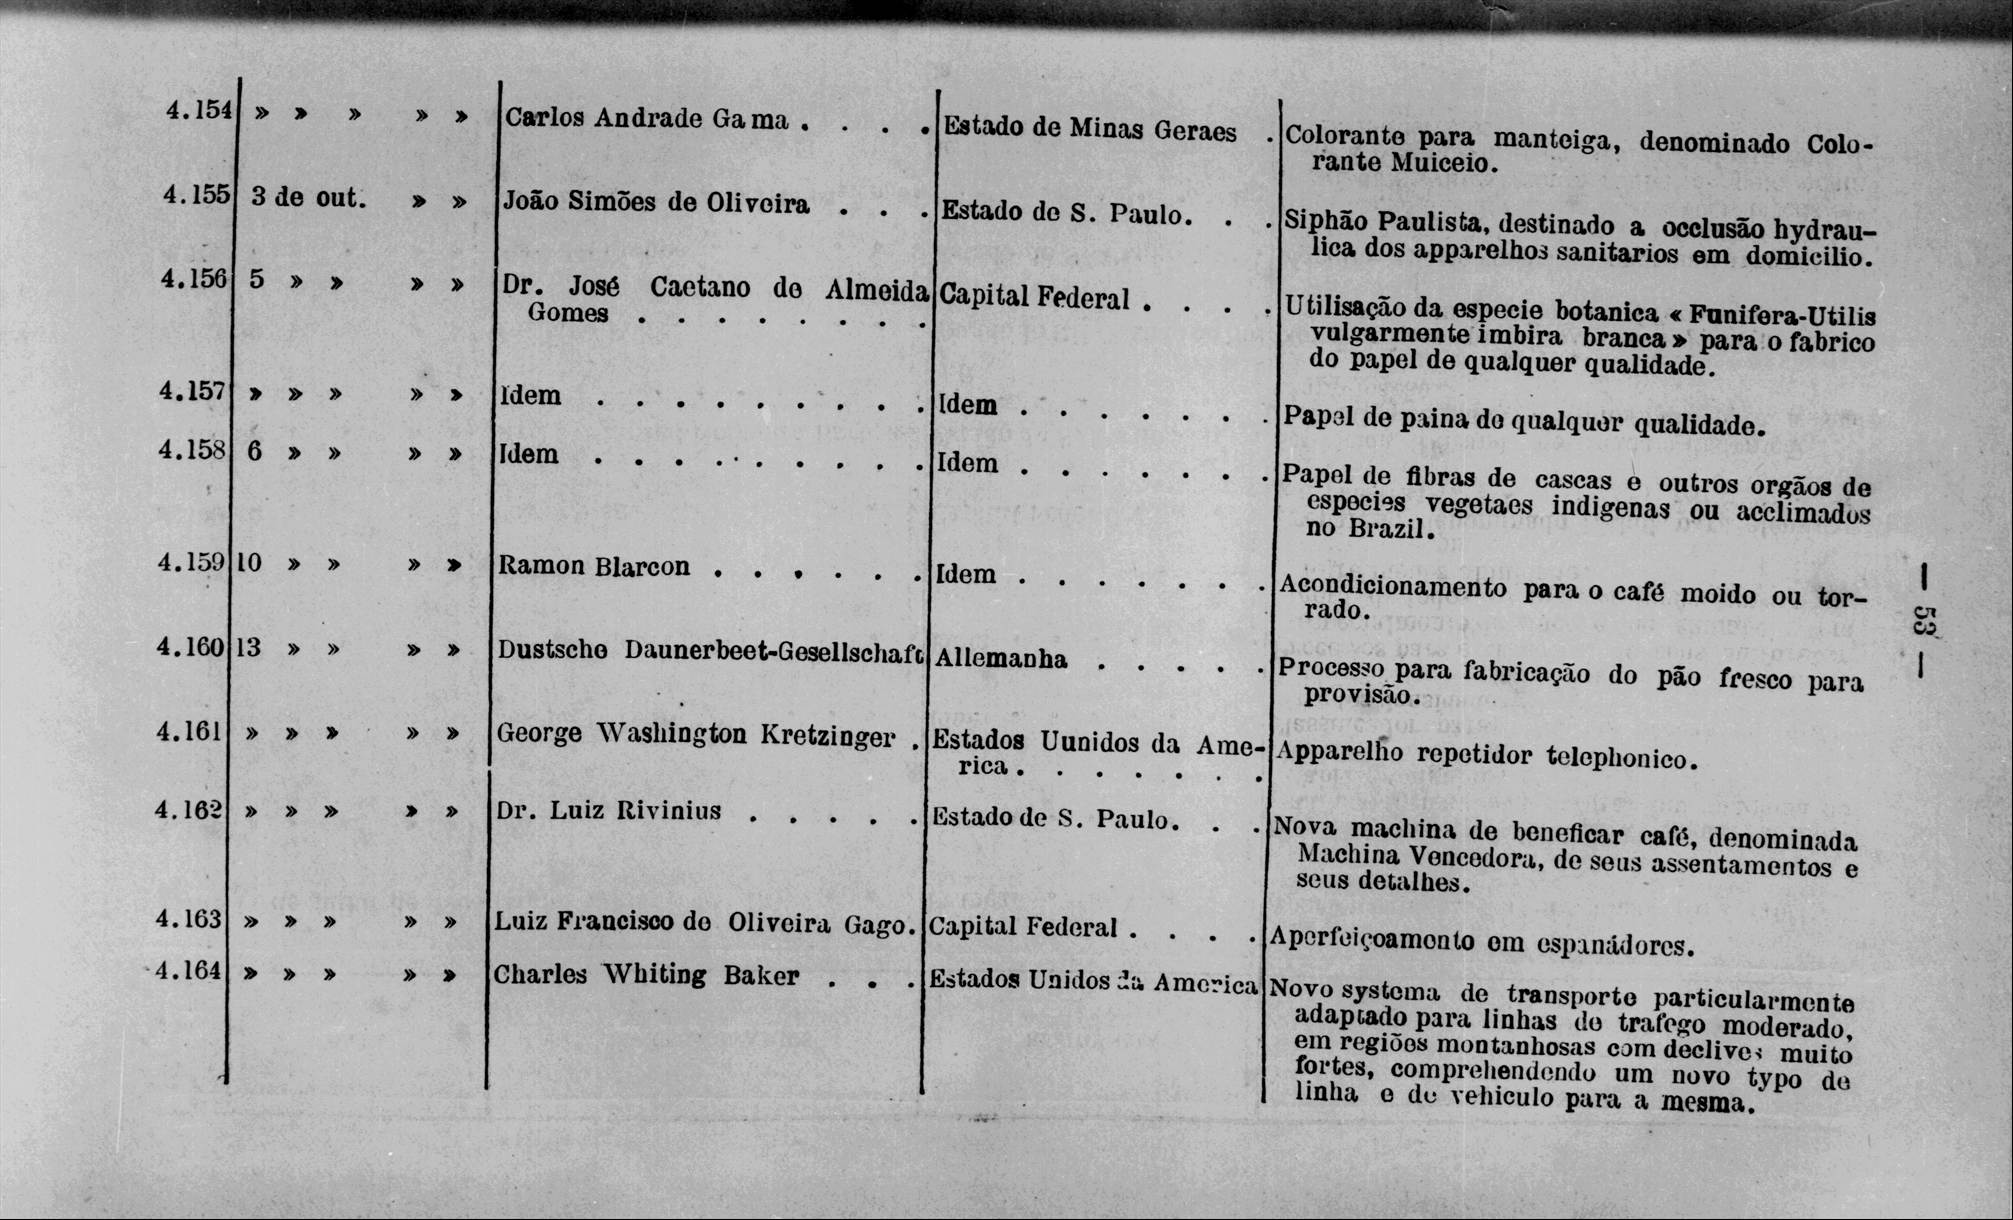 4.154 » » » » » Carlos Andrade Gama . . . . Estado de Minas Geraes . Colorante para manteiga, denominado Colo-
rante Muiceio.
4.155 3 de out. » » João Simões de Oliveira . . . Estado de S. Paulo. . . Siphão Paulista, destinado a occlusão hydrau-
lica dos apparelhos sanitarios em domicilio.
4.156 5 » » » » Dr. José Caetano de Almeida Capital Federal . . . . Utilisação da especie botanica « Funifera-Utilis
Gomes . . . . . . . . vulgarmente imbira branca » para o fabrico
do papel de qualquer qualidade.
4.157 » » » » » Idem . . . . . . . . . Idem . . . . . . . Papel de paina de qualquer qualidade.
4.158 6 » » » » Idem . . . . . . . . . Idem . . . . . . . Papel de fibras de cascas e outros orgãos de
especies vegetaes indigenas ou acclimados
no Brazil.
4.159 10 » » » » Ramon Blarcon . . . . . . Idem . . . . . . . Acondicionamento para o café moido ou tor-
rado.
4.160 13 » » » » Dustsche Daunerbeet-Gesellschaft Allemanha . . . . . Processo para fabricação do pão fresco para
provisão.
4.161 » » » » » George Washington Kretzinger . Estados Uunidos da Ame- Apparelho repetidor telephonico.
rica . . . . . . .
4.162 » » » » » Dr. Luiz Rivinius . . . . . Estado de S. Paulo. . . Nova machina de beneficar café, denominada
Machina Vencedora, de seus assentamentos e
seus detalhes.
4.163 » » » » » Luiz Francisco de Oliveira Gago. Capital Federal . . . . Aperfeiçoamento em espanádores.
4.164 » » » » » Charles Whiting Baker . . . Estados Unidos da America Novo systema de transporte particularmente
adaptado para linhas de trafego moderado,
em regiões montanhosas com declives muito
fortes, comprehendendo um novo typo de
linha e de vehiculo para a mesma.
— 53 —